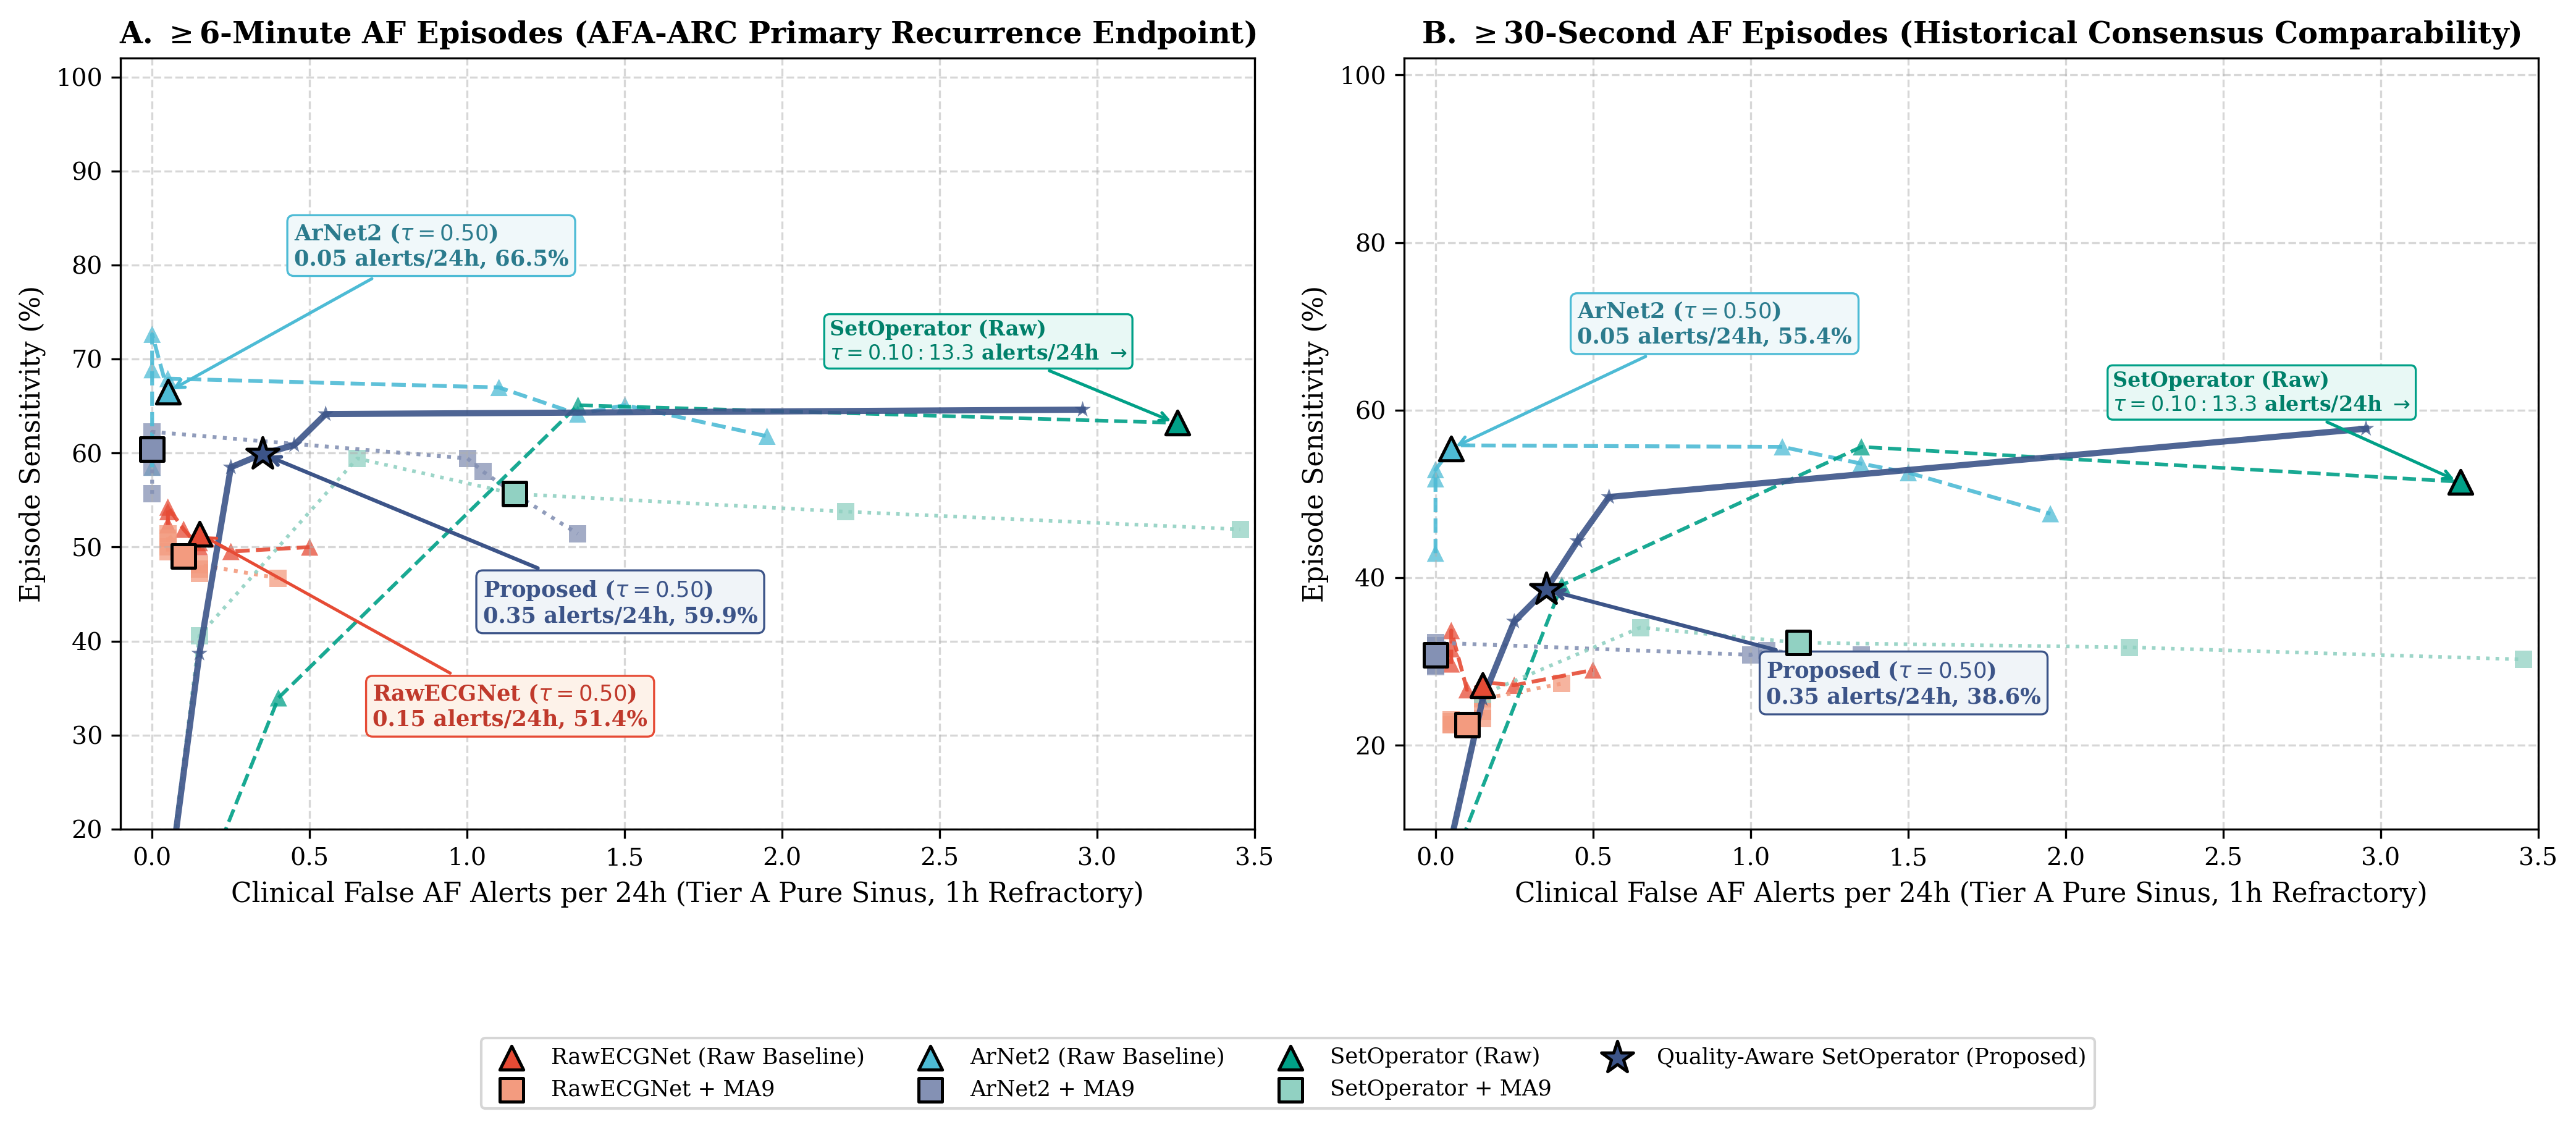 A. ≥6-Minute AF Episodes (AFA-ARC Primary Recurrence Endpoint)
Episode Sensitivity (%)
100
90
80
70
60
50
40
30
20
ArNet2 (τ = 0.50)
0.05 alerts/24h, 66.5%
SetOperator (Raw)
τ = 0.10 : 13.3 alerts/24h →
Proposed (τ = 0.50)
0.35 alerts/24h, 59.9%
RawECGNet (τ = 0.50)
0.15 alerts/24h, 51.4%
0.0 0.5 1.0 1.5 2.0 2.5 3.0 3.5
Clinical False AF Alerts per 24h (Tier A Pure Sinus, 1h Refractory)
B. ≥30-Second AF Episodes (Historical Consensus Comparability)
Episode Sensitivity (%)
100
80
60
40
20
ArNet2 (τ = 0.50)
0.05 alerts/24h, 55.4%
SetOperator (Raw)
τ = 0.10 : 13.3 alerts/24h →
Proposed (τ = 0.50)
0.35 alerts/24h, 38.6%
0.0 0.5 1.0 1.5 2.0 2.5 3.0 3.5
Clinical False AF Alerts per 24h (Tier A Pure Sinus, 1h Refractory)
RawECGNet (Raw Baseline)
RawECGNet + MA9
ArNet2 (Raw Baseline)
ArNet2 + MA9
SetOperator (Raw)
SetOperator + MA9
Quality-Aware SetOperator (Proposed)